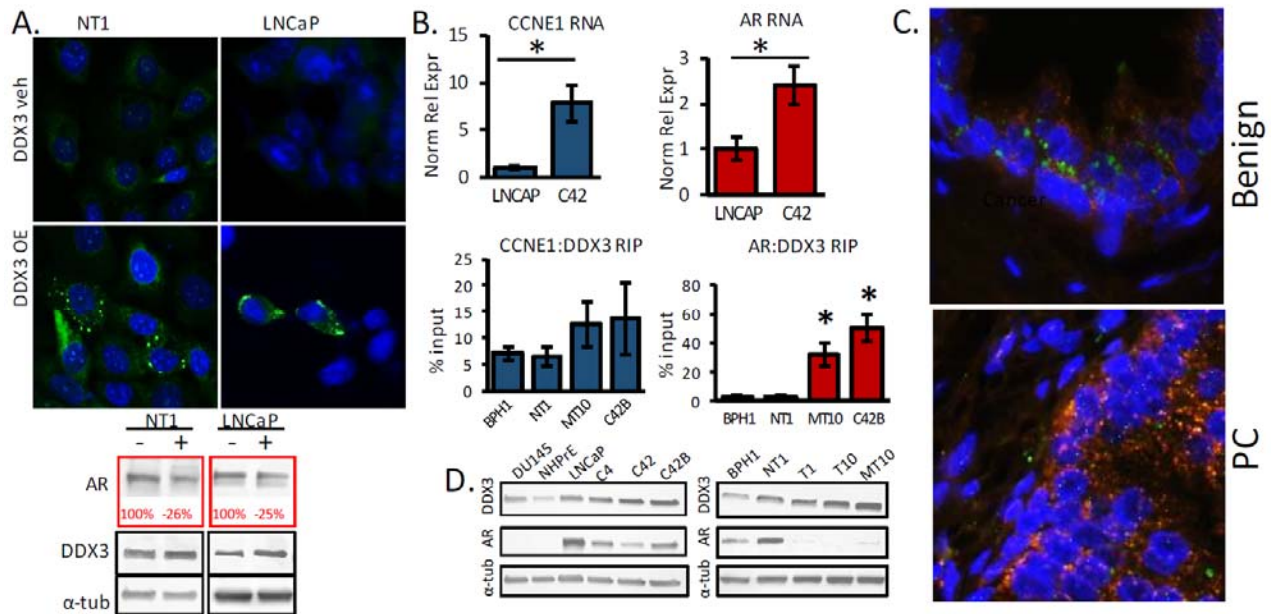 A.
NT1 LNCaP
DDX3 veh
DDX3 OE
NT1 LNCaP
- + - +
AR
100% -26% 100% -25%
DDX3
α-tub
B.
CCNE1 RNA
Norm Rel Expr
15
10
5
0
*
LNCAP C42
AR RNA
Norm Rel Expr
3
2
1
0
*
LNCAP C42
CCNE1:DDX3 RIP
% input
25
20
15
10
5
0
BPH1 NT1 MT10 C42B
AR:DDX3 RIP
% input
80
60
40
20
0
* *
BPH1 NT1 MT10 C42B
C.
Cancer
Benign
PC
D.
DU145 NHPrE LNCaP C4 C42 C42B
DDX3
AR
α-tub
BPH1 NT1 T1 T10 MT10
DDX3
AR
α-tub